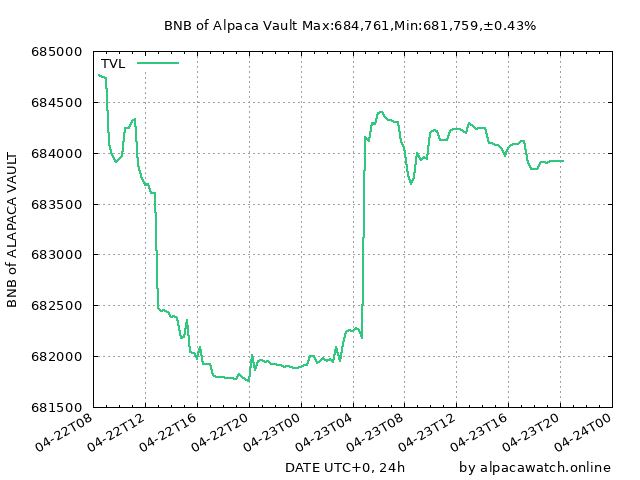 BNB of Alpaca Vault Max:684,761,Min:681,759,±0.43%
TVL
BNB of ALAPACA VAULT
685000
684500
684000
683500
683000
682500
682000
681500
04-22T08
04-22T12
04-22T16
04-22T20
04-23T00
04-23T04
04-23T08
04-23T12
04-23T16
04-23T20
04-24T00
DATE UTC+0, 24h
by alpacawatch.online